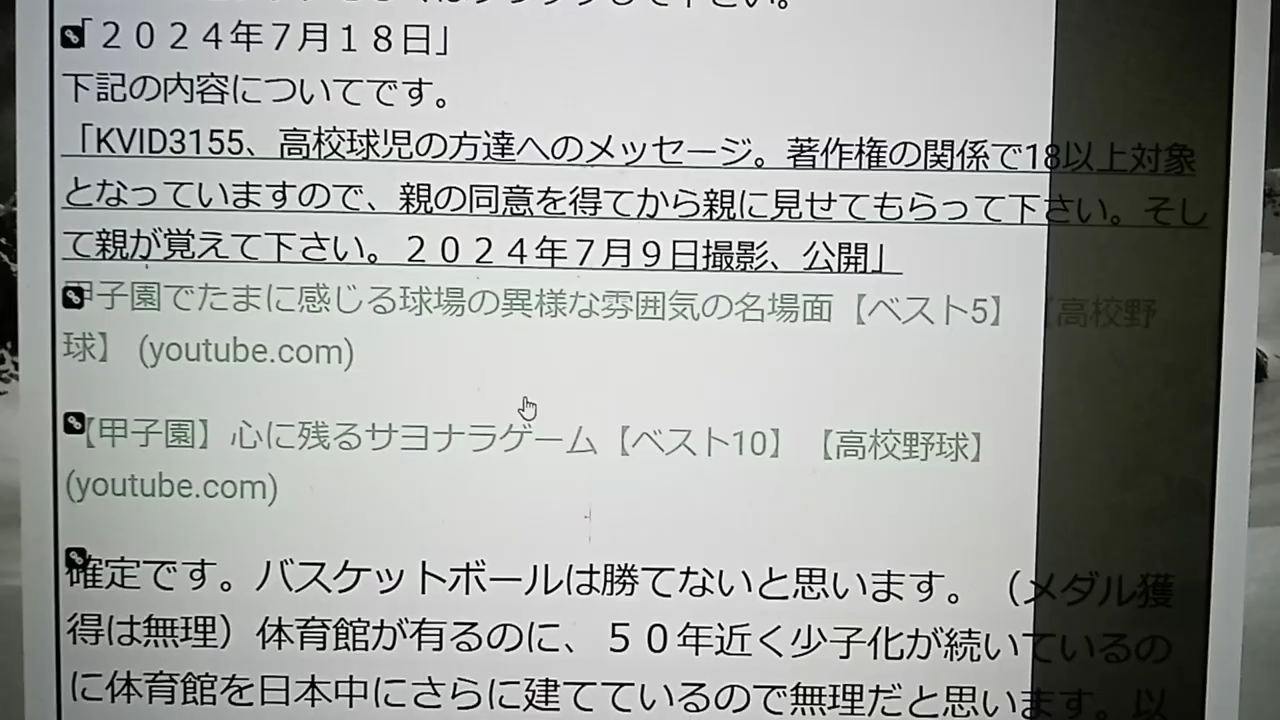 「２０２４年７月１８日」
下記の内容についてです。
「KVID3155、高校球児の方達へのメッセージ。著作権の関係で18以上対象
となっていますので、親の同意を得てから親に見せてもらって下さい。そし
て親が覚えて下さい。２０２４年７月９日撮影、公開」
甲子園でたまに感じる球場の異様な雰囲気の名場面【ベスト5】【高校野
球】 (youtube.com)
【甲子園】心に残るサヨナラゲーム【ベスト10】【高校野球】
(youtube.com)
確定です。バスケットボールは勝てないと思います。（メダル獲
得は無理）体育館が有るのに、５０年近く少子化が続いているの
に体育館を日本中にさらに建てているので無理だと思います。以